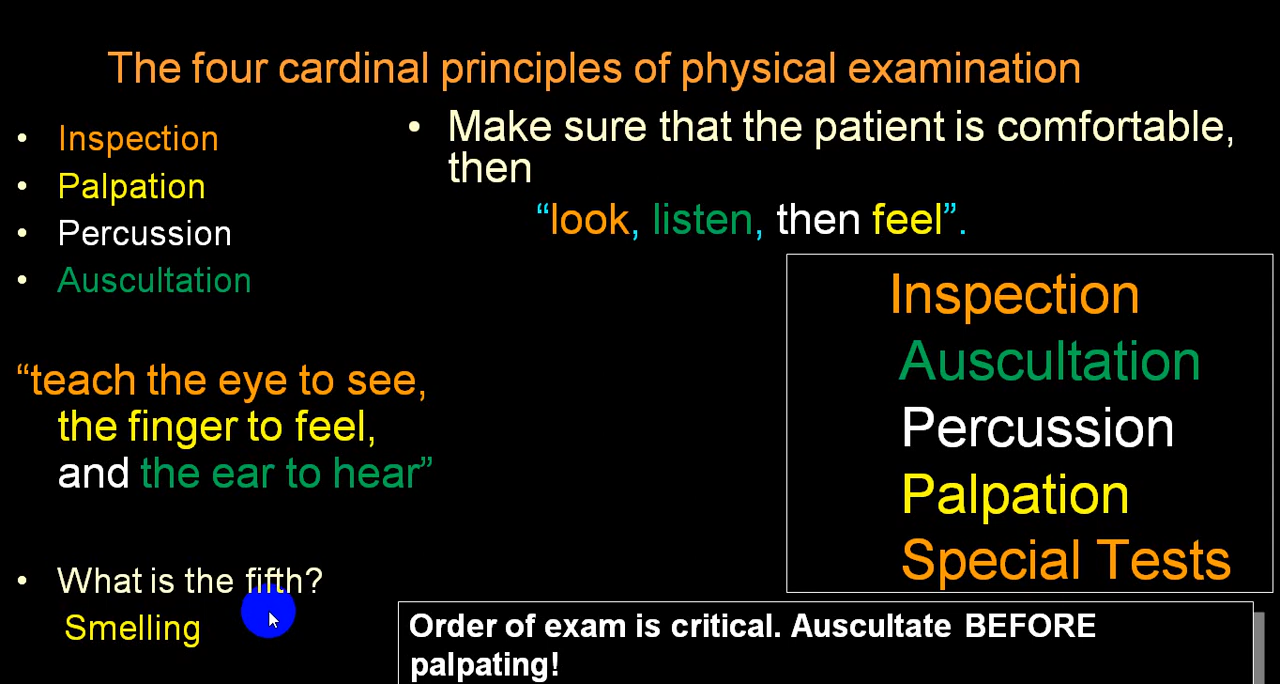 The four cardinal principles of physical examination
• Inspection
• Palpation
• Percussion
• Auscultation
“teach the eye to see,
the finger to feel,
and the ear to hear”
• What is the fifth?
Smelling
• Make sure that the patient is comfortable,
then
“look, listen, then feel”.
Inspection
Auscultation
Percussion
Palpation
Special Tests
Order of exam is critical. Auscultate BEFORE
palpating!